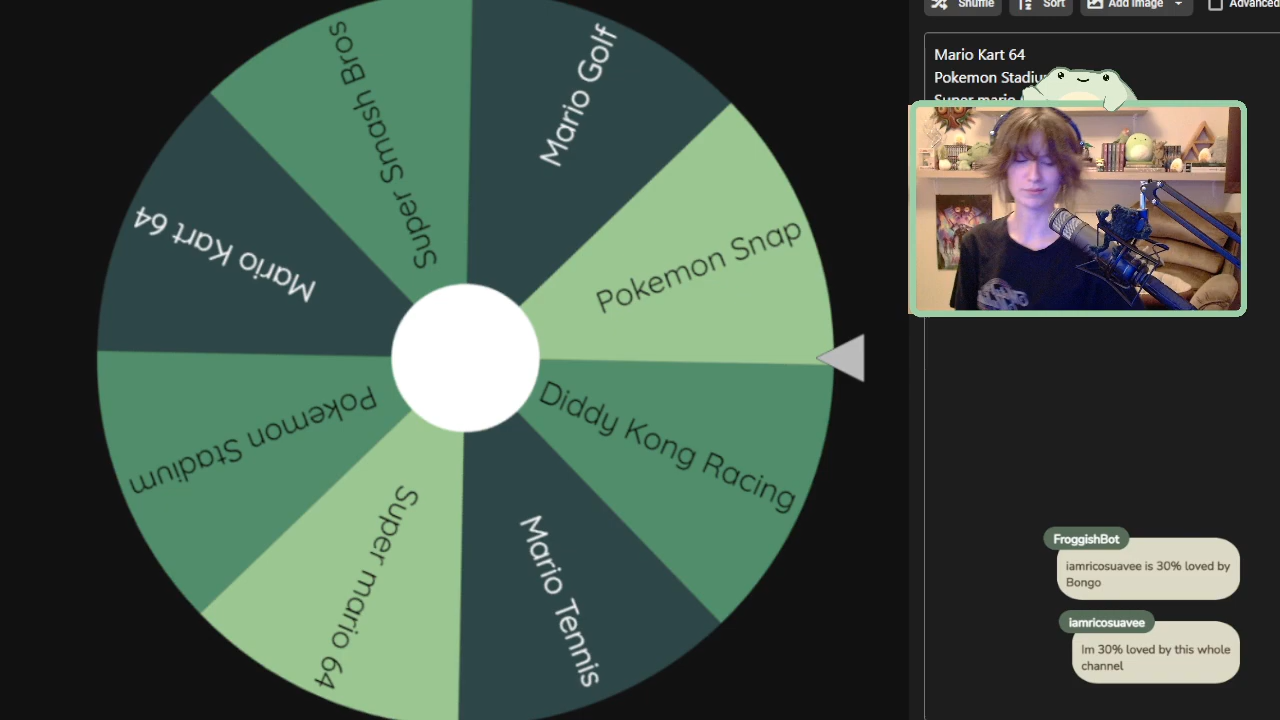 Shuffle
Sort
Add Image
Advanced
Mario Kart 64
Pokemon Stadiu
Super mario
Super Smash Bros
Mario Golf
Pokemon Snap
Diddy Kong Racing
Mario Tennis
Super mario 64
Pokemon Stadium
Mario Kart 64
FroggishBot
iamricosuavee is 30% loved by
Bongo
iamricosuavee
Im 30% loved by this whole
channel